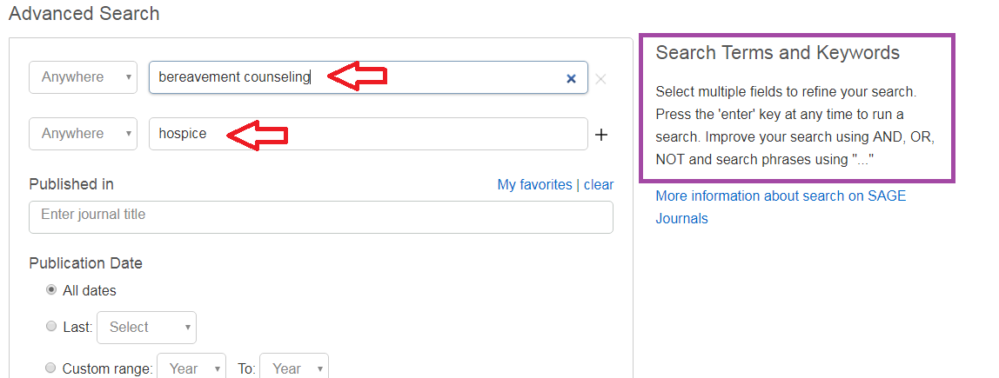 Advanced Search
Anywhere bereavement counseling
Anywhere hospice
Published in My favorites | clear
Enter journal title
Publication Date
All dates
Last: Select
Custom range: Year To: Year
Search Terms and Keywords
Select multiple fields to refine your search.
Press the 'enter' key at any time to run a
search. Improve your search using AND, OR,
NOT and search phrases using "..."
More information about search on SAGE
Journals